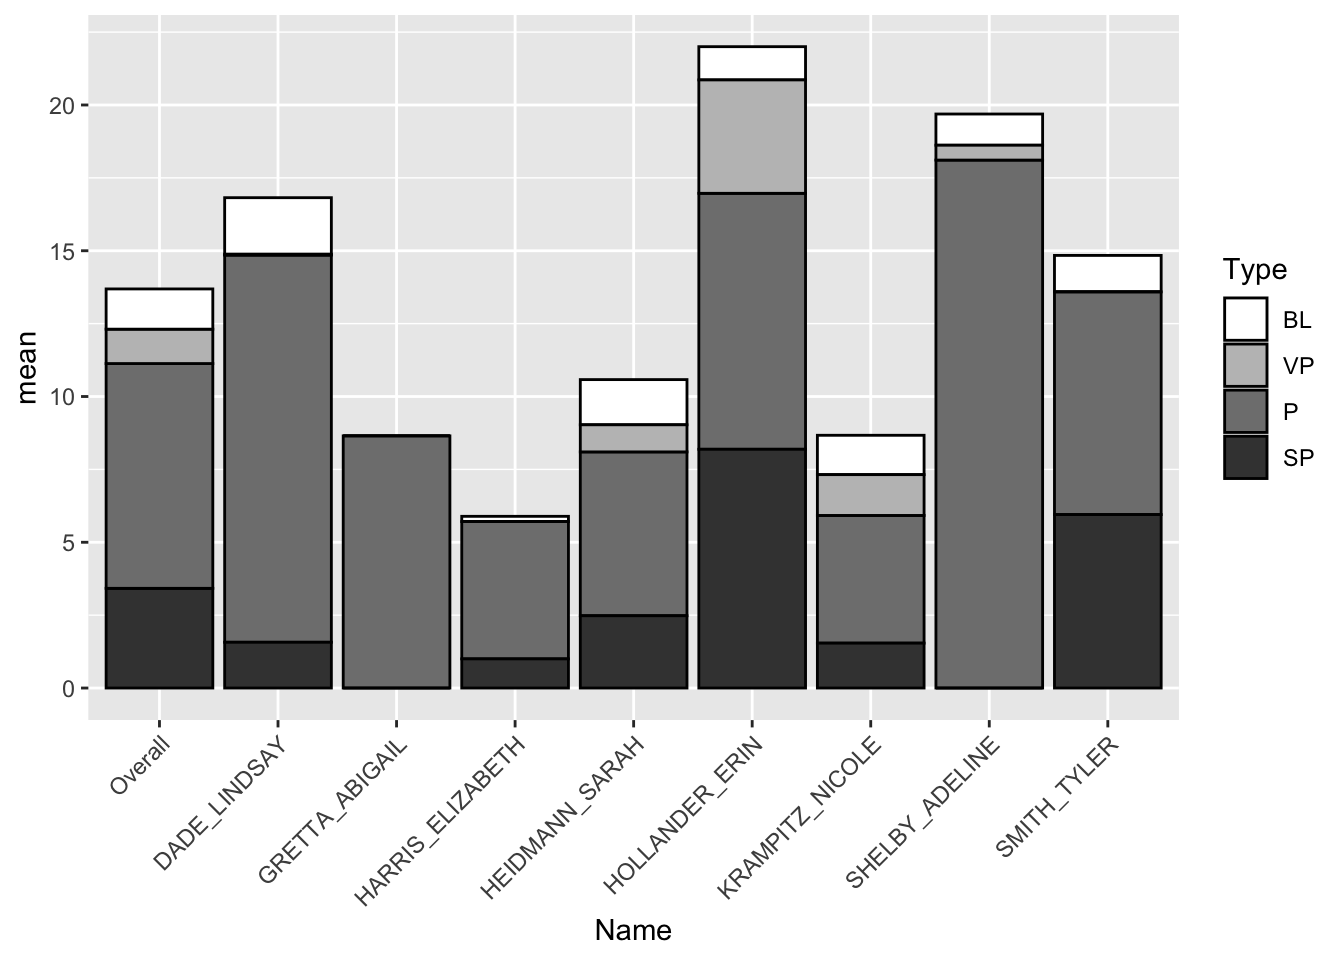 20
15
10
5
0
mean
Overall
DADE_LINDSAY
GRETTA_ABIGAIL
HARRIS_ELIZABETH
HEIDMANN_SARAH
HOLLANDER_ERIN
KRAMPITZ_NICOLE
SHELBY_ADELINE
SMITH_TYLER
Name
Type
BL
VP
P
SP